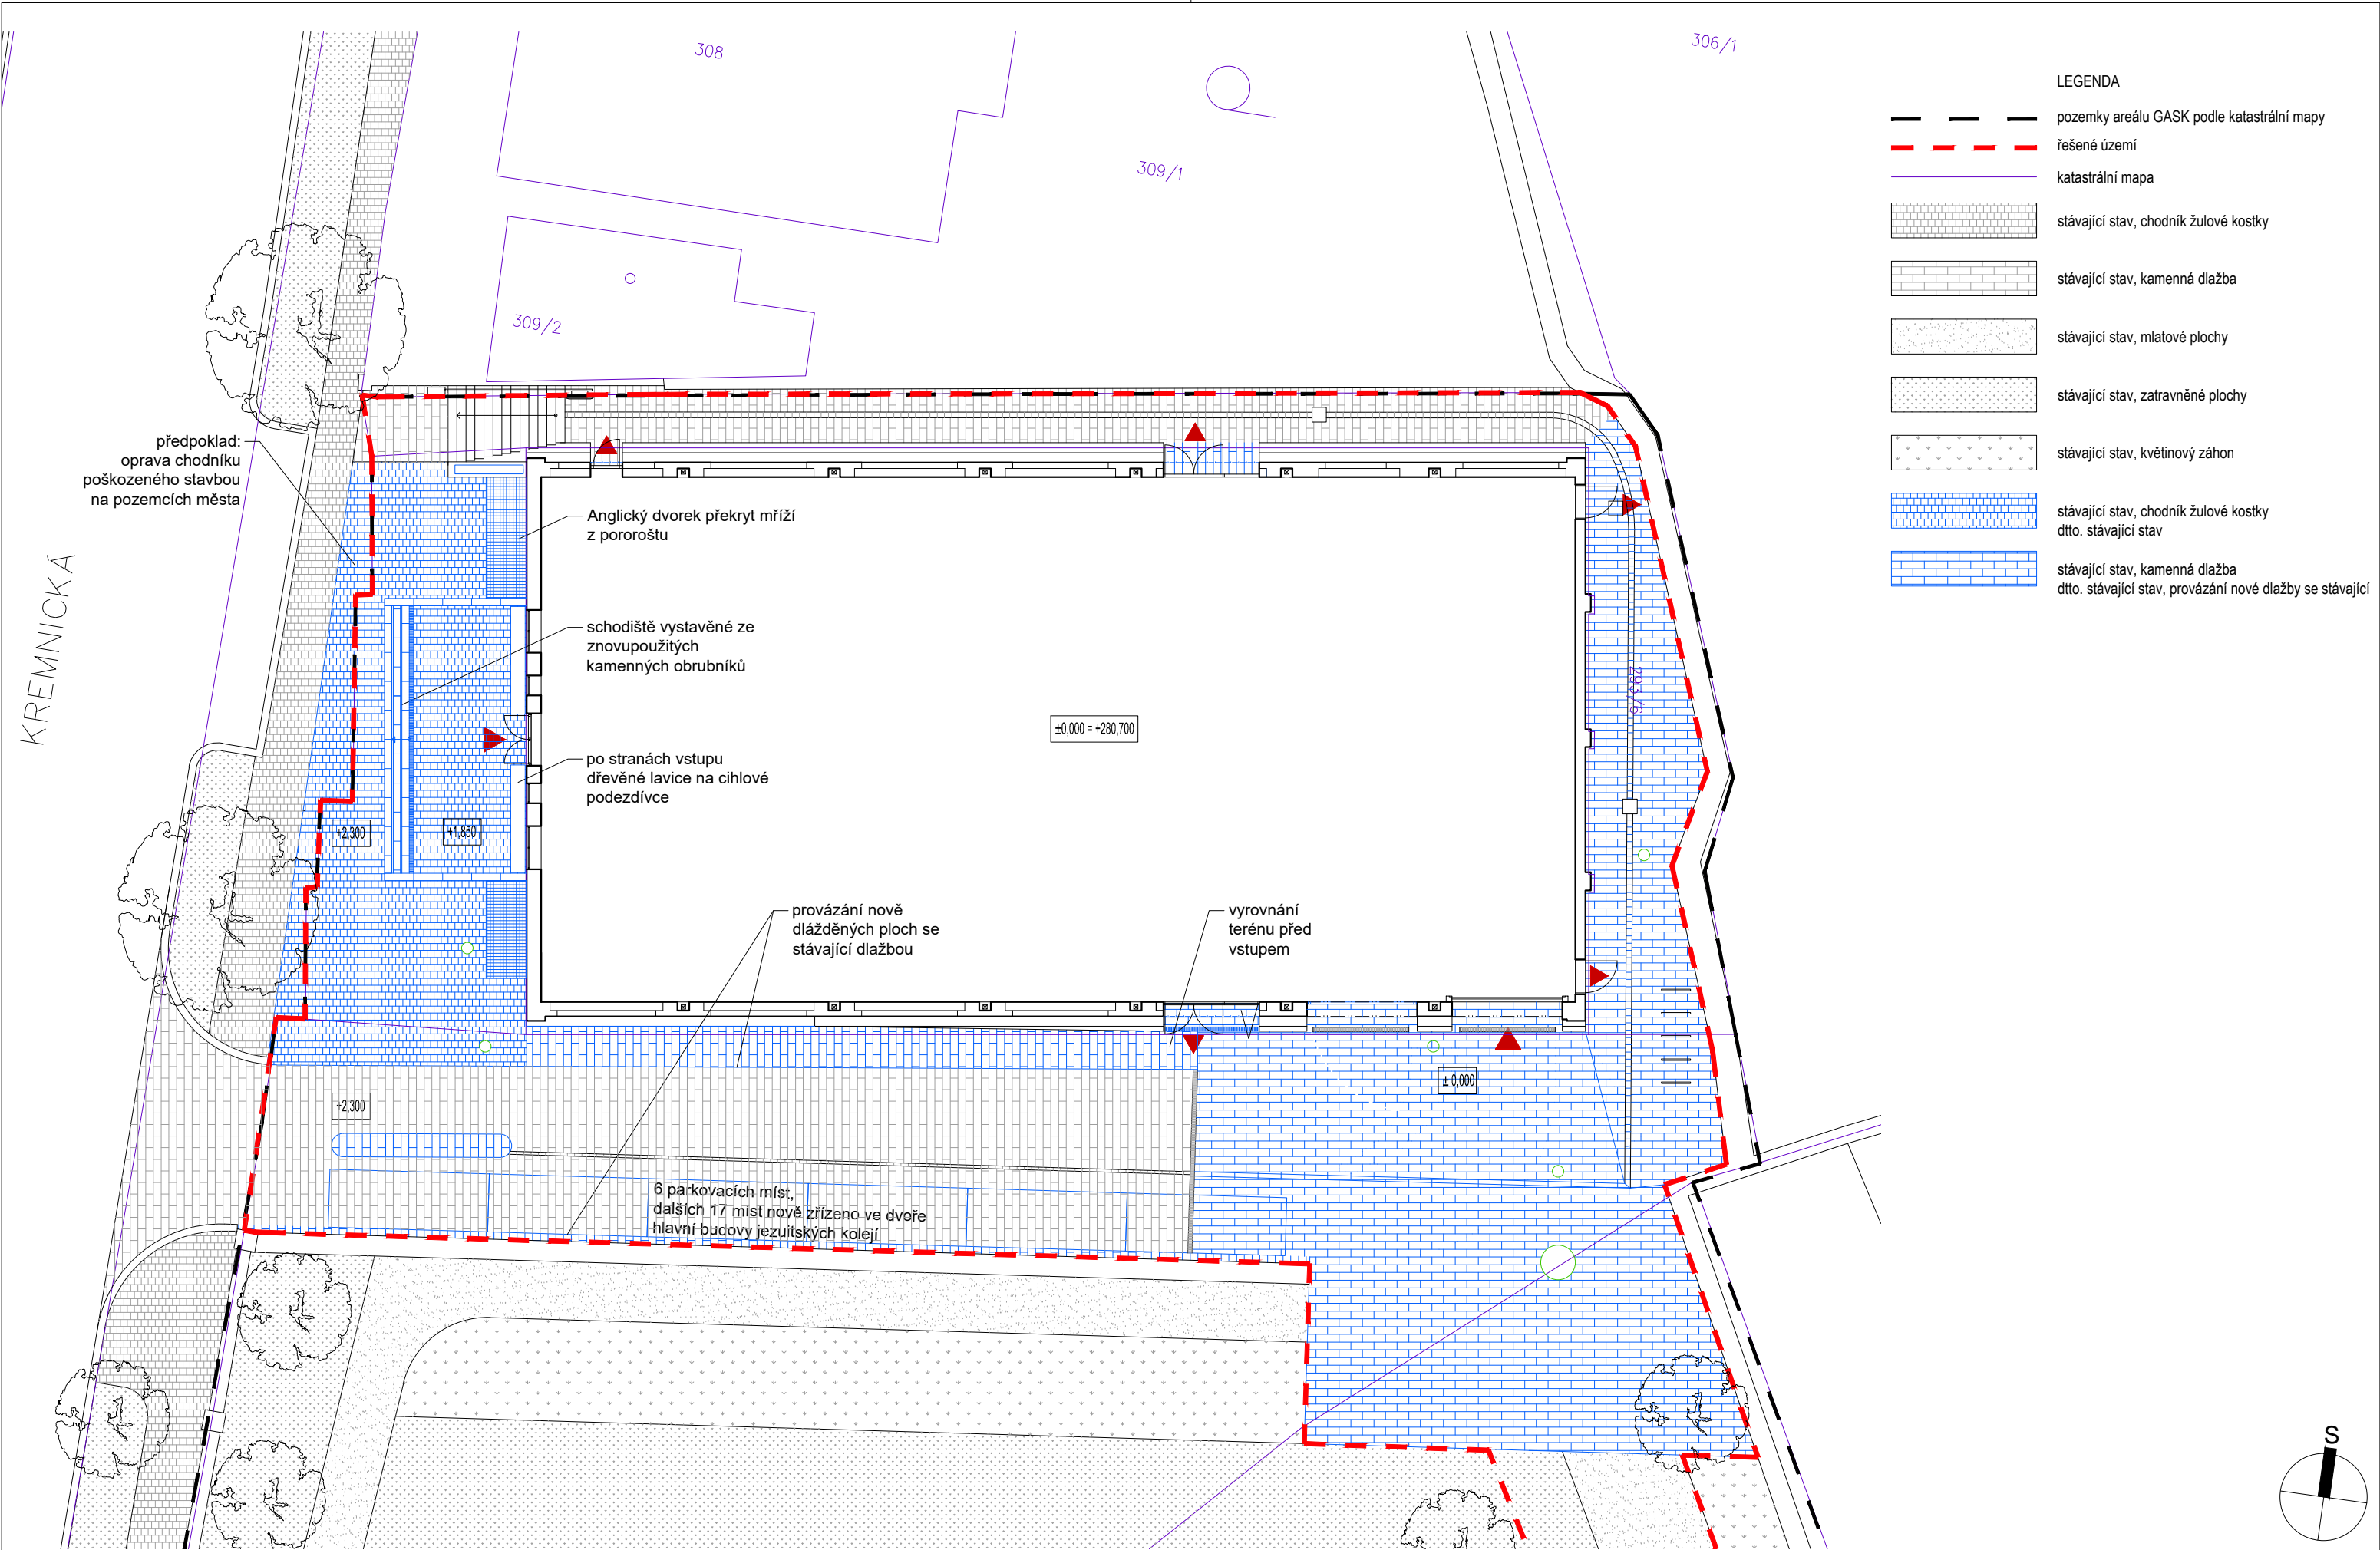 308
306/1
309/1
309/2
KREMNICKÁ
předpoklad:
oprava chodníku
poškozeného stavbou
na pozemcích města
Anglický dvorek překryt mříží
z pororoštu
schodiště vystavěné ze
znovupoužitých
kamenných obrubníků
±0,000 = +280,700
293/6
po stranách vstupu
dřevěné lavice na cihlové
podezdívce
+2,300
+1,850
provázání nově
dlážděných ploch se
stávající dlažbou
vyrovnání
terénu před
vstupem
± 0,000
+2,300
6 parkovacích míst,
dalších 17 míst nově zřízeno ve dvoře
hlavní budovy jezuitských kolejí
LEGENDA
pozemky areálu GASK podle katastrální mapy
řešené území
katastrální mapa
stávající stav, chodník žulové kostky
stávající stav, kamenná dlažba
stávající stav, mlatové plochy
stávající stav, zatravněné plochy
stávající stav, květinový záhon
stávající stav, chodník žulové kostky
dtto. stávající stav
stávající stav, kamenná dlažba
dtto. stávající stav, provázání nové dlažby se stávající
S